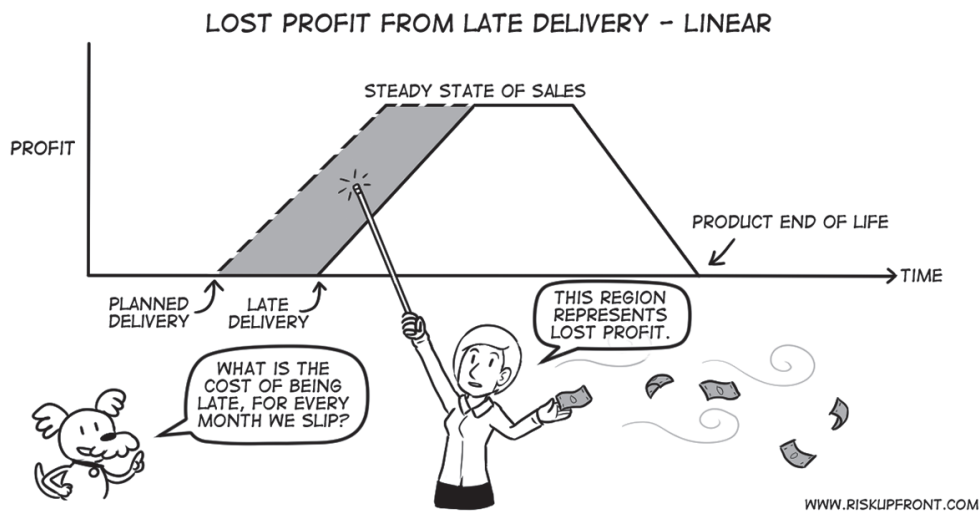 LOST PROFIT FROM LATE DELIVERY - LINEAR
STEADY STATE OF SALES
PROFIT
PRODUCT END OF LIFE
TIME
PLANNED
DELIVERY
LATE
DELIVERY
THIS REGION
REPRESENTS
LOST PROFIT.
WHAT IS THE
COST OF BEING
LATE, FOR EVERY
MONTH WE SLIP?
WWW.RISKUPFRONT.COM